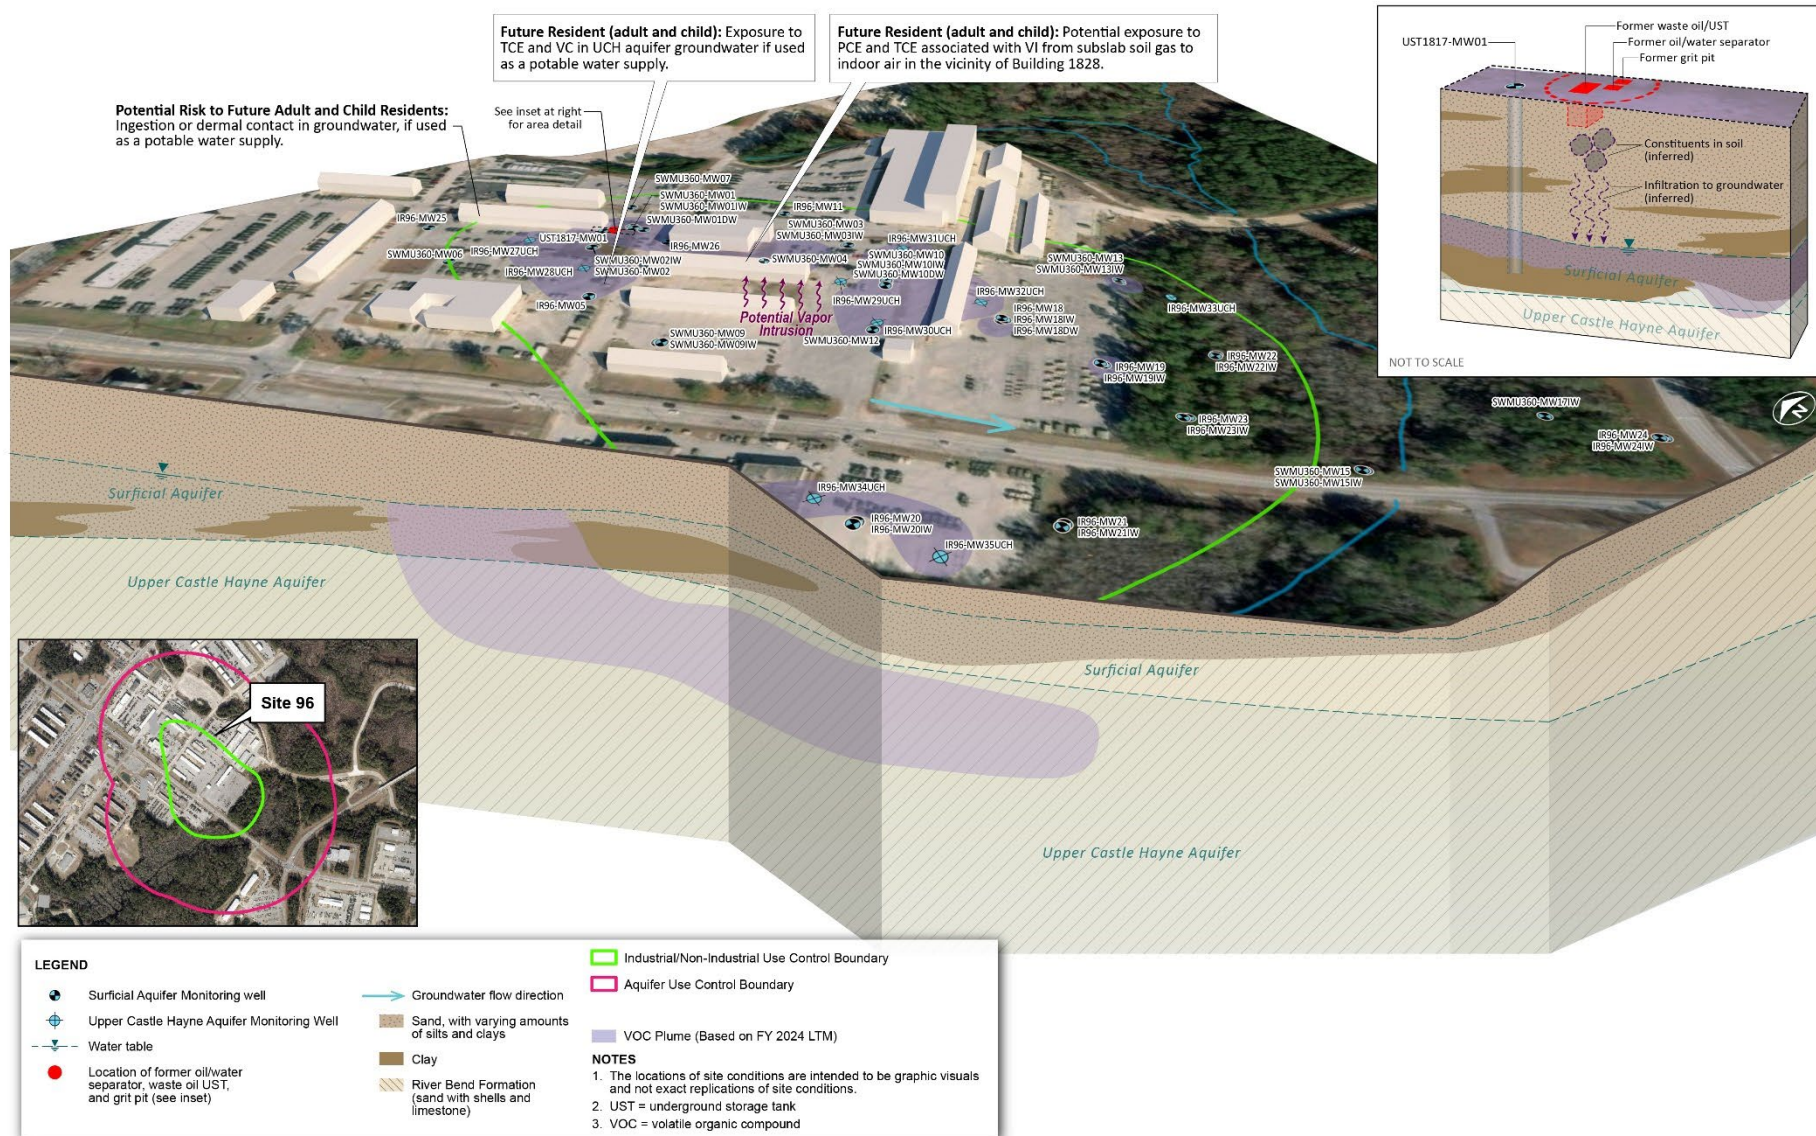 Future Resident (adult and child): Exposure to
TCE and VC in UCH aquifer groundwater if used
as a potable water supply.
Future Resident (adult and child): Potential exposure to
PCE and TCE associated with VI from subslab soil gas to
indoor air in the vicinity of Building 1828.
Potential Risk to Future Adult and Child Residents:
Ingestion or dermal contact in groundwater, if used
as a potable water supply.
See inset at right
for area detail
Former waste oil/UST
UST1817-MW01
Former oil/water separator
Former grit pit
Constituents in soil
(inferred)
Infiltration to groundwater
(inferred)
Surficial Aquifer
Upper Castle Hayne Aquifer
NOT TO SCALE
SWMU360-MW07
SWMU360-MW01
SWMU360-MW01IW
SWMU360-MW01DW
IR96-MW11
IR96-MW25
SWMU360-MW03
SWMU360-MW03IW
UST1817-MW01
IR96-MW26
IR96-MW31UCH
SWMU360-MW06
IR96-MW27UCH
SWMU360-MW02IW
SWMU360-MW02
SWMU360-MW04
SWMU360-MW10
SWMU360-MW10IW
SWMU360-MW10DW
SWMU360-MW13
SWMU360-MW13IW
IR96-MW28UCH
IR96-MW05
IR96-MW29UCH
IR96-MW32UCH
IR96-MW33UCH
IR96-MW18
IR96-MW18IW
IR96-MW18DW
Potential Vapor
Intrusion
SWMU360-MW09
SWMU360-MW09IW
IR96-MW30UCH
SWMU360-MW12
IR96-MW22
IR96-MW22IW
IR96-MW19
IR96-MW19IW
SWMU360-MW17IW
N
IR96-MW23
IR96-MW23IW
IR96-MW24
IR96-MW24IW
SWMU360-MW15
SWMU360-MW15IW
IR96-MW34UCH
IR96-MW20
IR96-MW20IW
IR96-MW21
IR96-MW21IW
IR96-MW35UCH
Surficial Aquifer
Upper Castle Hayne Aquifer
Surficial Aquifer
Upper Castle Hayne Aquifer
Site 96
LEGEND
Surficial Aquifer Monitoring well
Upper Castle Hayne Aquifer Monitoring Well
Water table
Location of former oil/water
separator, waste oil UST,
and grit pit (see inset)
Groundwater flow direction
Sand, with varying amounts
of silts and clays
Clay
River Bend Formation
(sand with shells and
limestone)
Industrial/Non-Industrial Use Control Boundary
Aquifer Use Control Boundary
VOC Plume (Based on FY 2024 LTM)
NOTES
1. The locations of site conditions are intended to be graphic visuals
and not exact replications of site conditions.
2. UST = underground storage tank
3. VOC = volatile organic compound